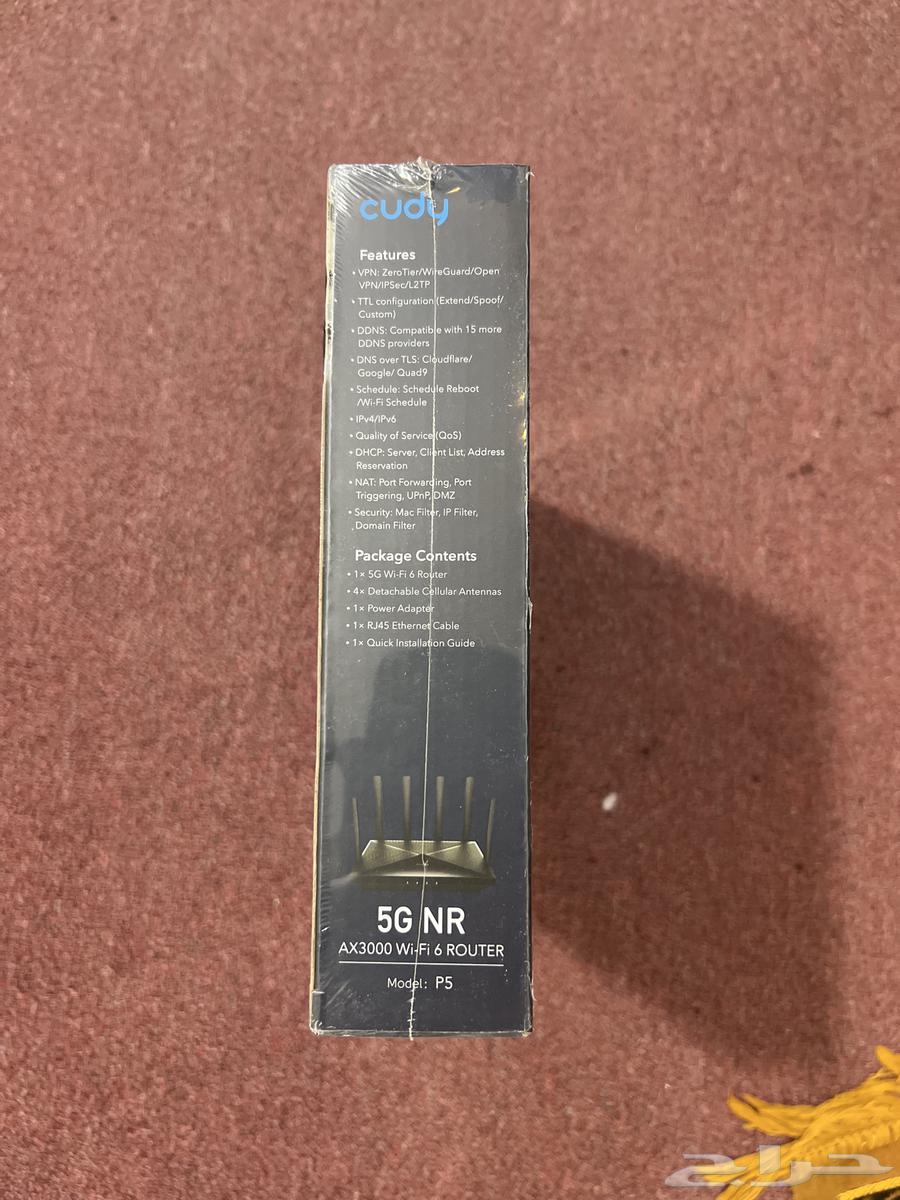 cudy
Features
• VPN: ZeroTier/WireGuard/Open
VPN/IPSec/L2TP
• TTL configuration (Extend/Spoof/
Custom)
• DDNS: Compatible with 15 more
DDNS providers
• DNS over TLS: Cloudflare/
Google/ Quad9
• Schedule: Schedule Reboot
/Wi-Fi Schedule
• IPv4/IPv6
• Quality of Service (QoS)
• DHCP: Server, Client List, Address
Reservation
• NAT: Port Forwarding, Port
Triggering, UPnP, DMZ
• Security: Mac Filter, IP Filter,
Domain Filter
Package Contents
• 1× 5G Wi-Fi 6 Router
• 4× Detachable Cellular Antennas
• 1× Power Adapter
• 1× RJ45 Ethernet Cable
• 1× Quick Installation Guide
5G NR
AX3000 Wi-Fi 6 ROUTER
Model: P5
حراج